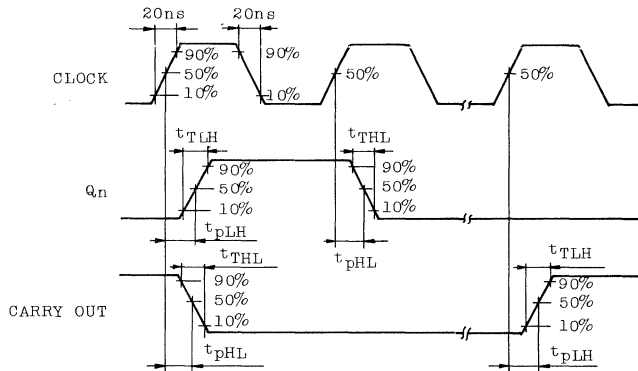 20ns 20ns
90% 90%
CLOCK 50% 50% 50%
10% 10%
tTLH tTHL
90% 90%
Qn 50% 50%
10% 10%
tpLH tpHL
tTHL tTLH
90% 90%
CARRY OUT 50% 50%
10% 10%
tpHL tpLH